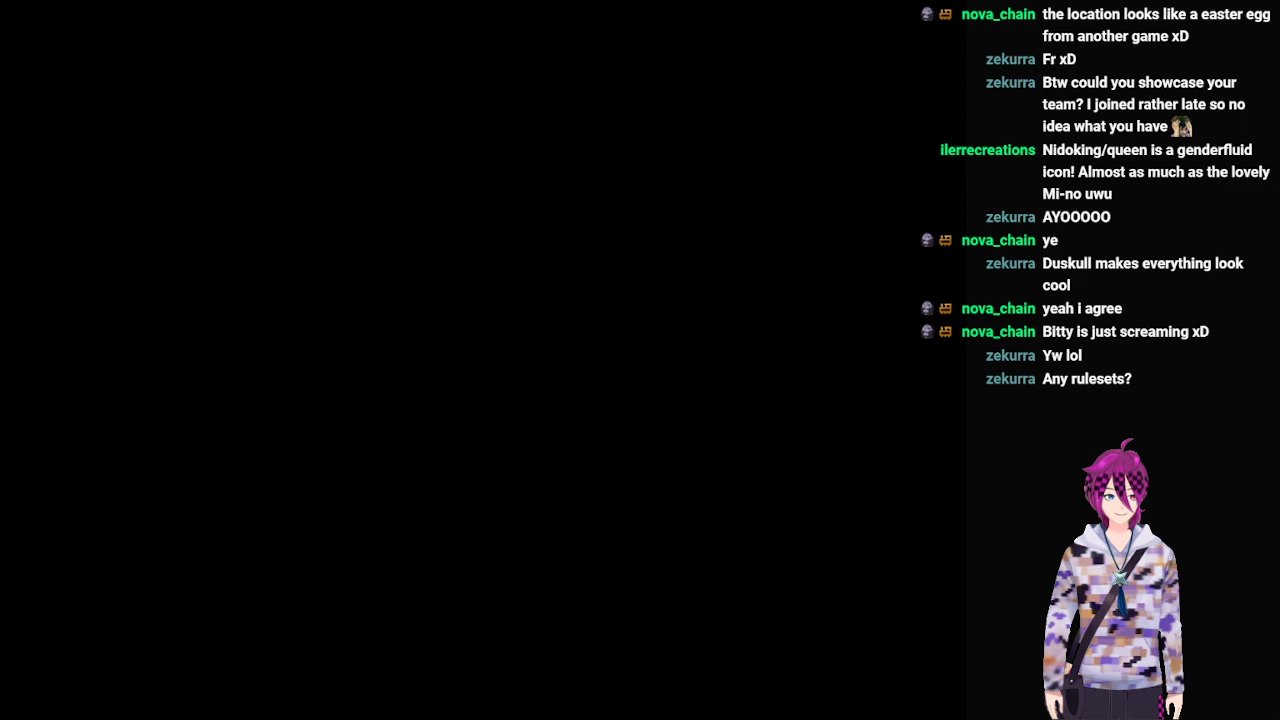 nova_chain the location looks like a easter egg
from another game xD
zekurra Fr xD
zekurra Btw could you showcase your
team? I joined rather late so no
idea what you have
ilerrecreations Nidoking/queen is a genderfluid
icon! Almost as much as the lovely
Mi-no uwu
zekurra AYOOOOO
nova_chain ye
zekurra Duskull makes everything look
cool
nova_chain yeah i agree
nova_chain Bitty is just screaming xD
zekurra Yw lol
zekurra Any rulesets?